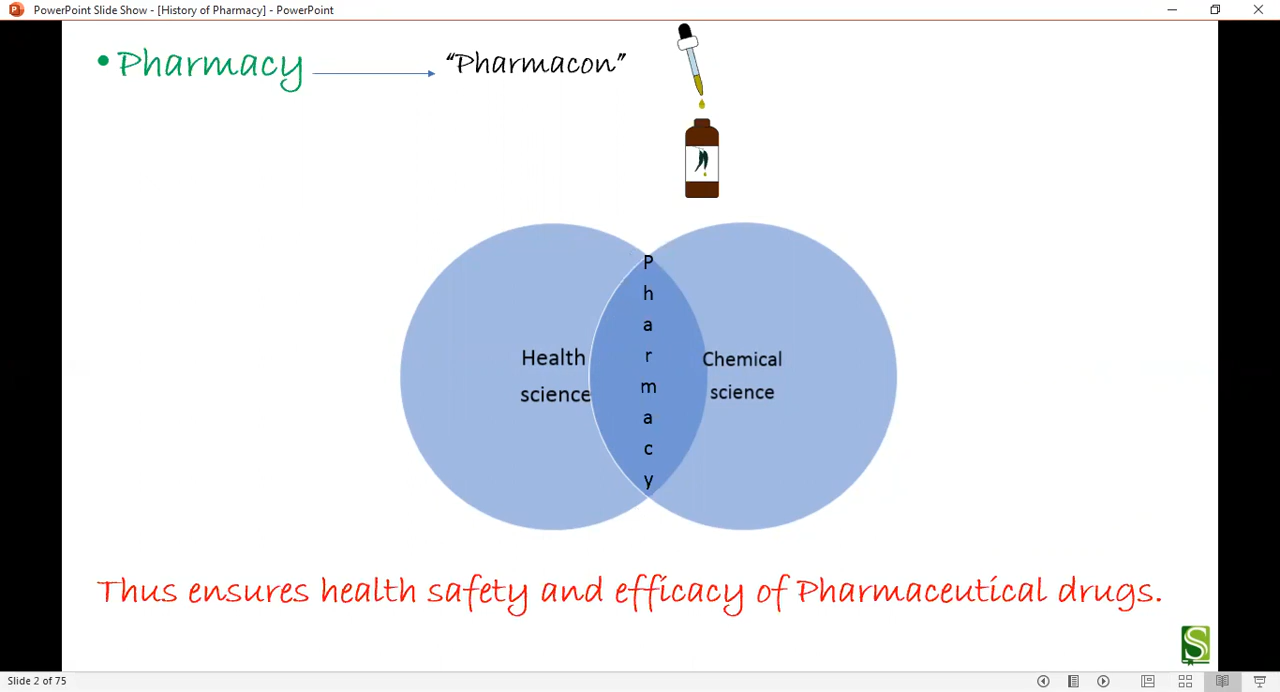 PowerPoint Slide Show - [History of Pharmacy] - PowerPoint
• Pharmacy
“Pharmacon”
Pharmacy
Health
science
Chemical
science
Thus ensures health safety and efficacy of Pharmaceutical drugs.
S
Slide 2 of 75